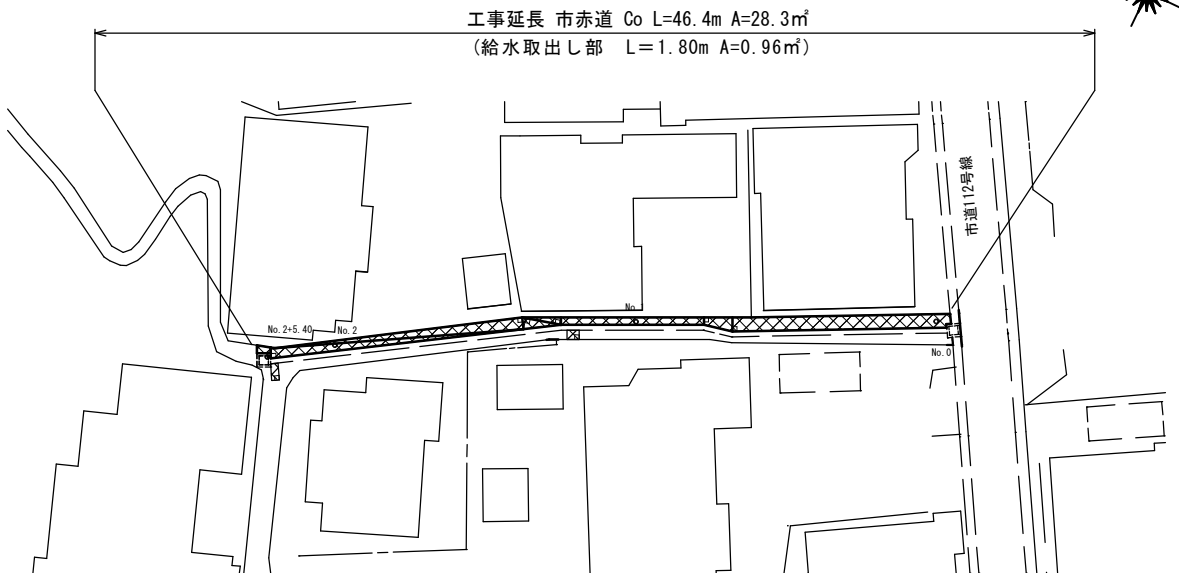 工事延長 市赤道 Co L=46.4m A=28.3㎡
(給水取出し部 L=1.80m A=0.96㎡)
市道112号線
No.2+5.40
No.2
No.1
No.0